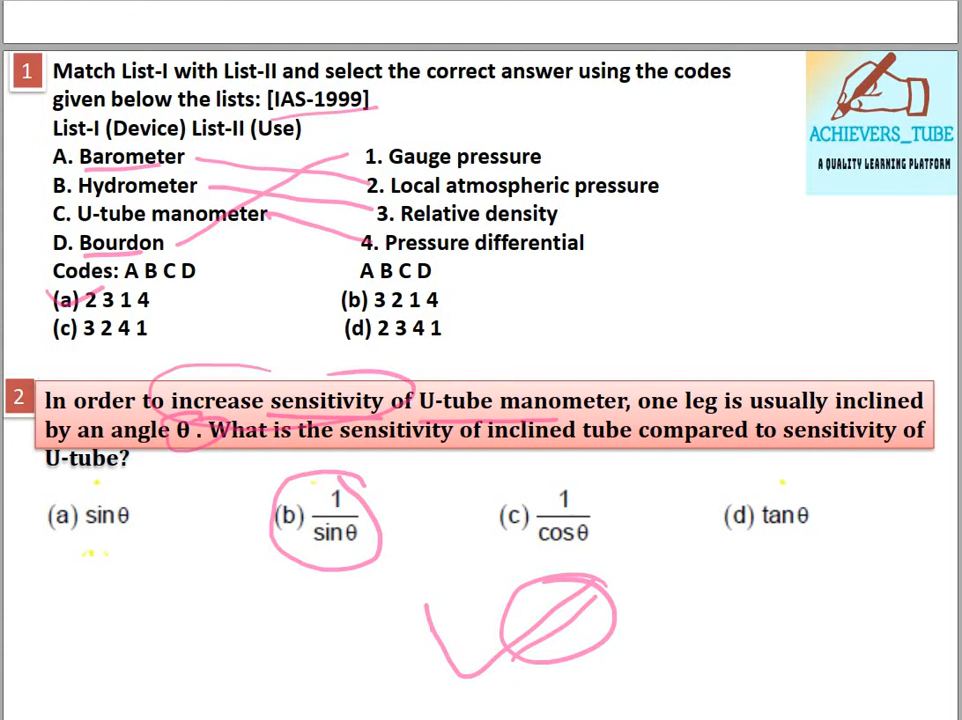 1
Match List-I with List-II and select the correct answer using the codes
given below the lists: [IAS-1999]
List-I (Device) List-II (Use)
A. Barometer 1. Gauge pressure
B. Hydrometer 2. Local atmospheric pressure
C. U-tube manometer 3. Relative density
D. Bourdon 4. Pressure differential
Codes: A B C D A B C D
(a) 2 3 1 4 (b) 3 2 1 4
(c) 3 2 4 1 (d) 2 3 4 1
ACHIEVERS_TUBE
A QUALITY LEARNING PLATFORM
2
In order to increase sensitivity of U-tube manometer, one leg is usually inclined
by an angle θ . What is the sensitivity of inclined tube compared to sensitivity of
U-tube?
(a) sin θ (b) 1/sin θ (c) 1/cos θ (d) tan θ